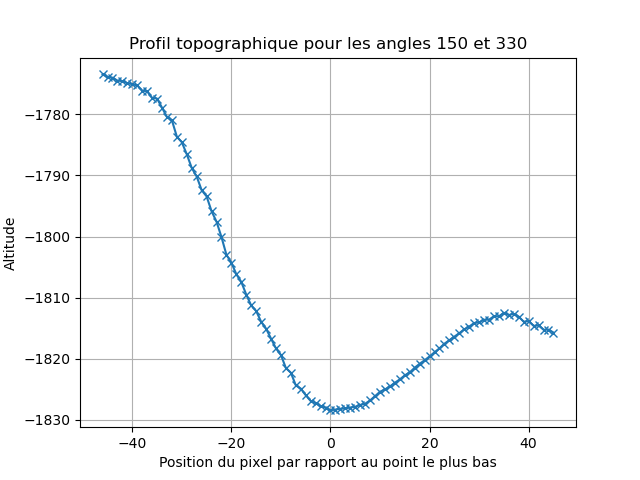 Profil topographique pour les angles 150 et 330
Altitude
−1780
−1790
−1800
−1810
−1820
−1830
−40 −20 0 20 40
Position du pixel par rapport au point le plus bas